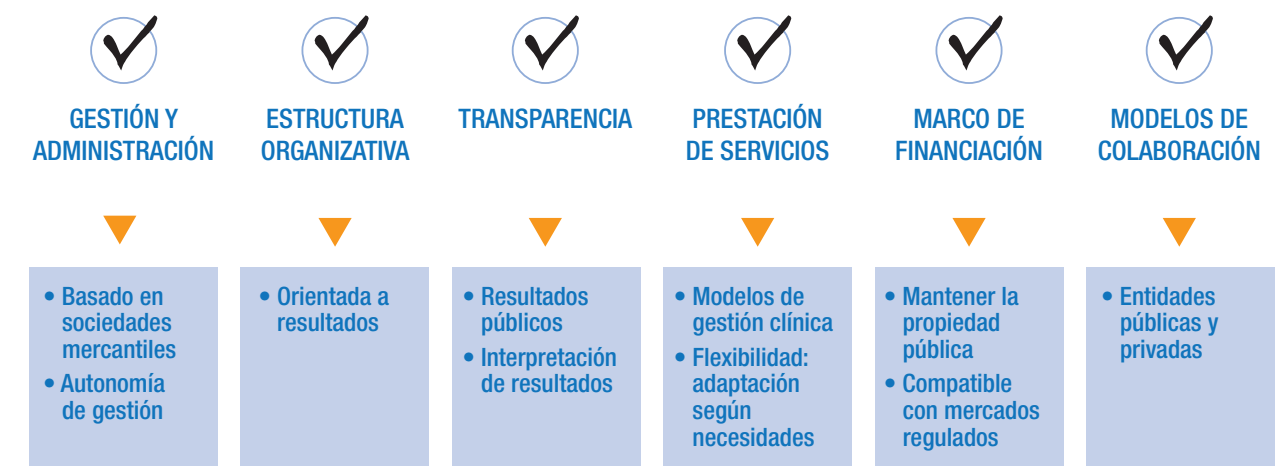 GESTIÓN Y
ADMINISTRACIÓN
ESTRUCTURA
ORGANIZATIVA
TRANSPARENCIA
PRESTACIÓN
DE SERVICIOS
MARCO DE
FINANCIACIÓN
MODELOS DE
COLABORACIÓN
• Basado en
sociedades
mercantiles
• Autonomía
de gestión
• Orientada a
resultados
• Resultados
públicos
• Interpretación
de resultados
• Modelos de
gestión clínica
• Flexibilidad:
adaptación
según
necesidades
• Mantener la
propiedad
pública
• Compatible
con mercados
regulados
• Entidades
públicas y
privadas